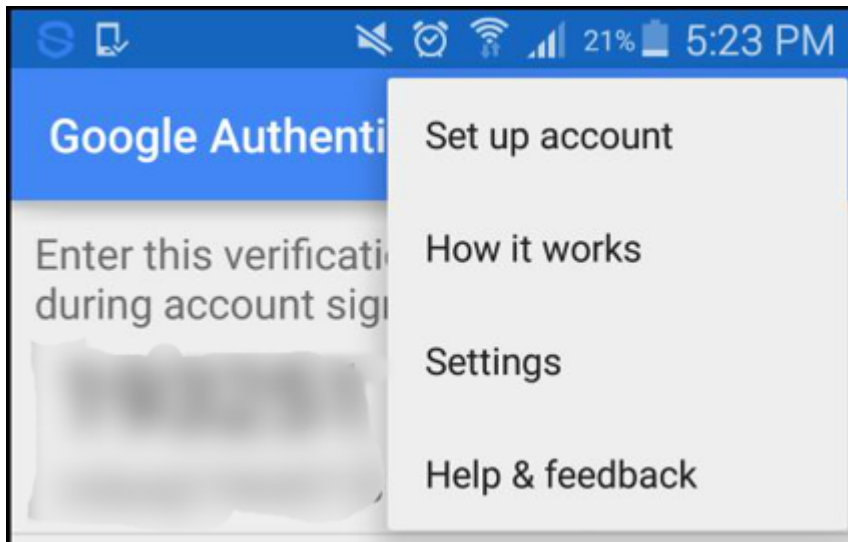 21% 5:23 PM
Google Authenti
Set up account
Enter this verificati
during account sig
How it works
Settings
Help & feedback